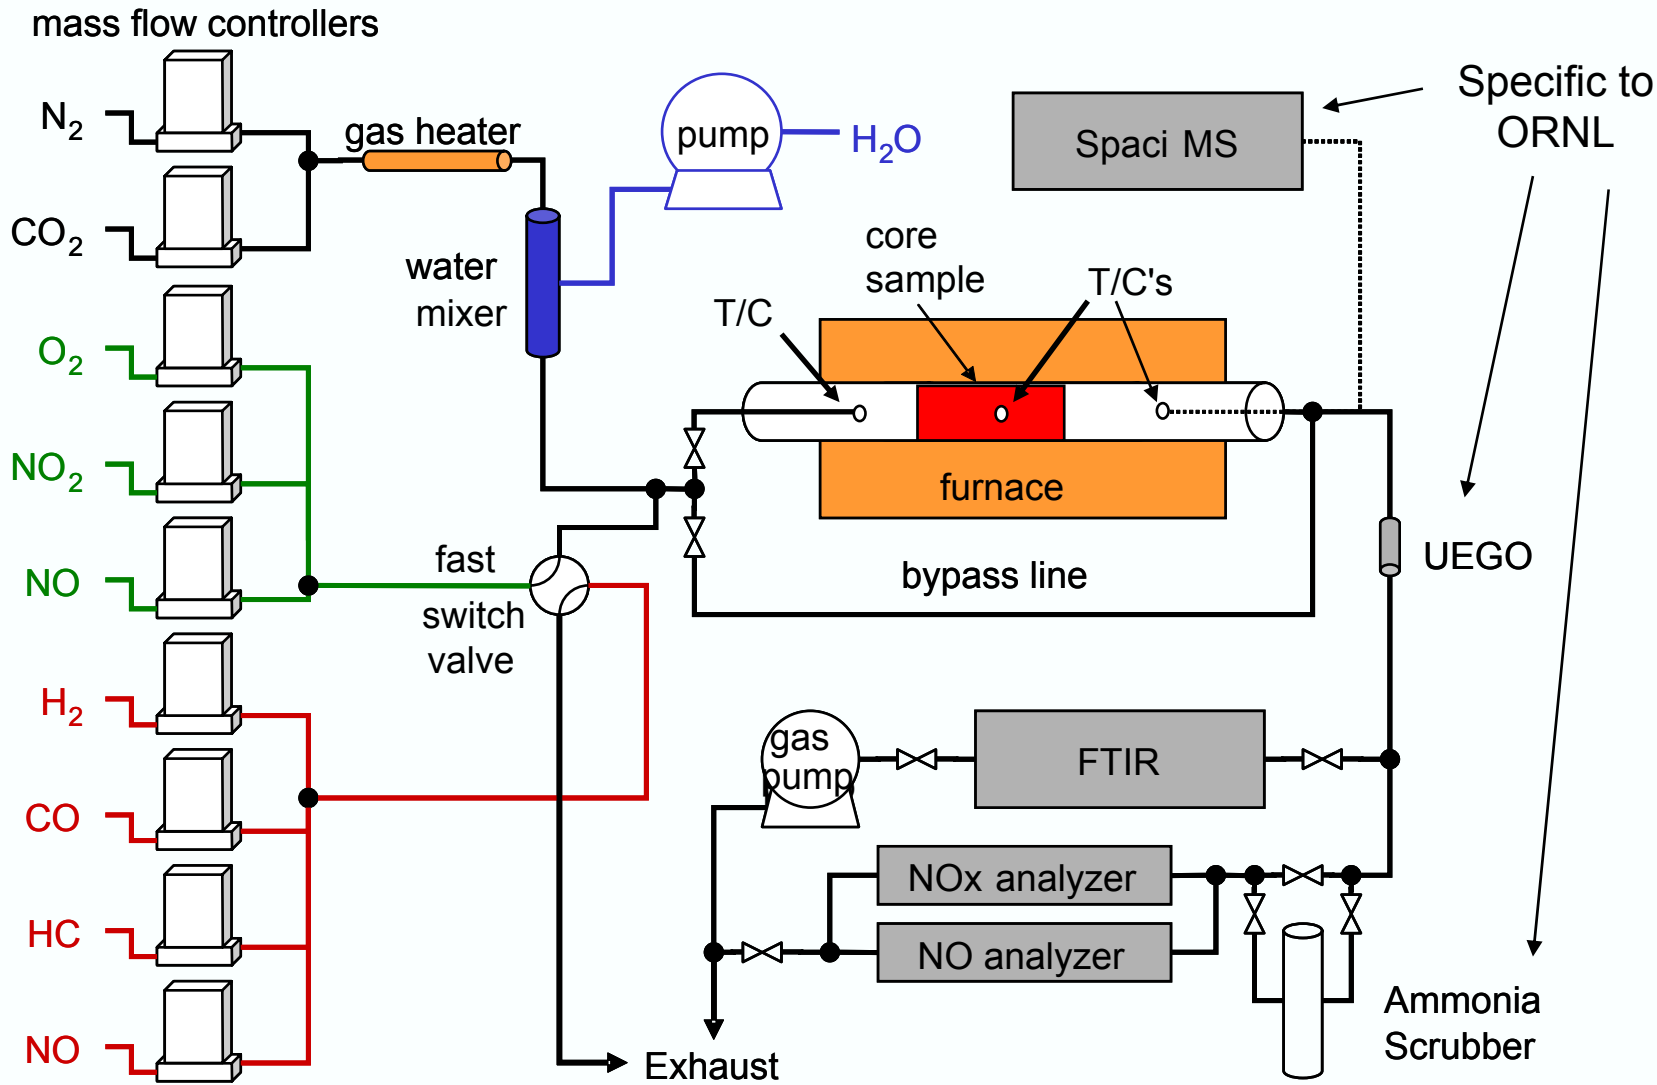 mass flow controllers
N2
CO2
O2
NO2
NO
H2
CO
HC
NO
gas heater
pump
H2O
water
mixer
Spaci MS
Specific to
ORNL
core
sample
T/C
T/C's
furnace
fast
switch
valve
bypass line
UEGO
gas
pump
FTIR
NOx analyzer
NO analyzer
Ammonia
Scrubber
Exhaust